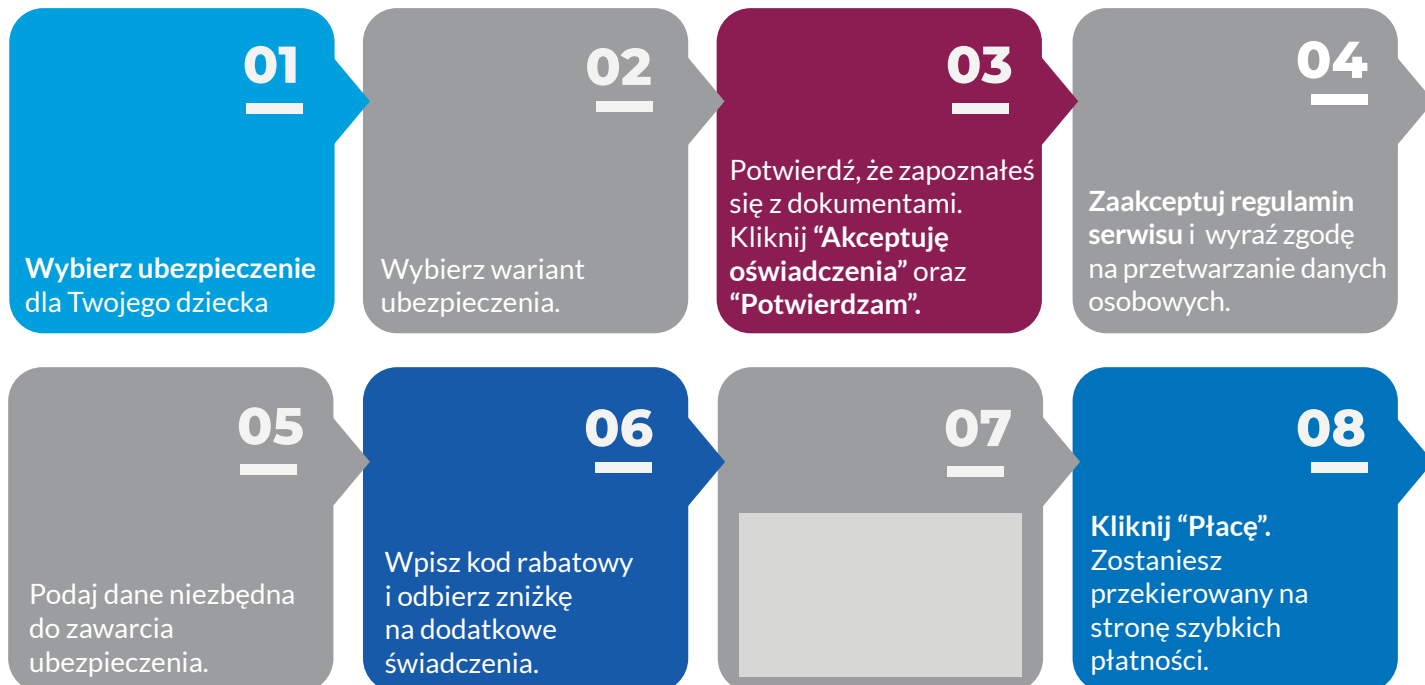 01
Wybierz ubezpieczenie
dla Twojego dziecka
02
Wybierz wariant
ubezpieczenia.
03
Potwierdź, że zapoznałeś
się z dokumentami.
Kliknij “Akceptuję
oświadczenia” oraz
“Potwierdzam”.
04
Zaakceptuj regulamin
serwisu i wyraź zgodę
na przetwarzanie danych
osobowych.
05
Podaj dane niezbędna
do zawarcia
ubezpieczenia.
06
Wpisz kod rabatowy
i odbierz zniżkę
na dodatkowe
świadczenia.
07
08
Kliknij “Płacę”.
Zostaniesz
przekierowany na
stronę szybkich
płatności.